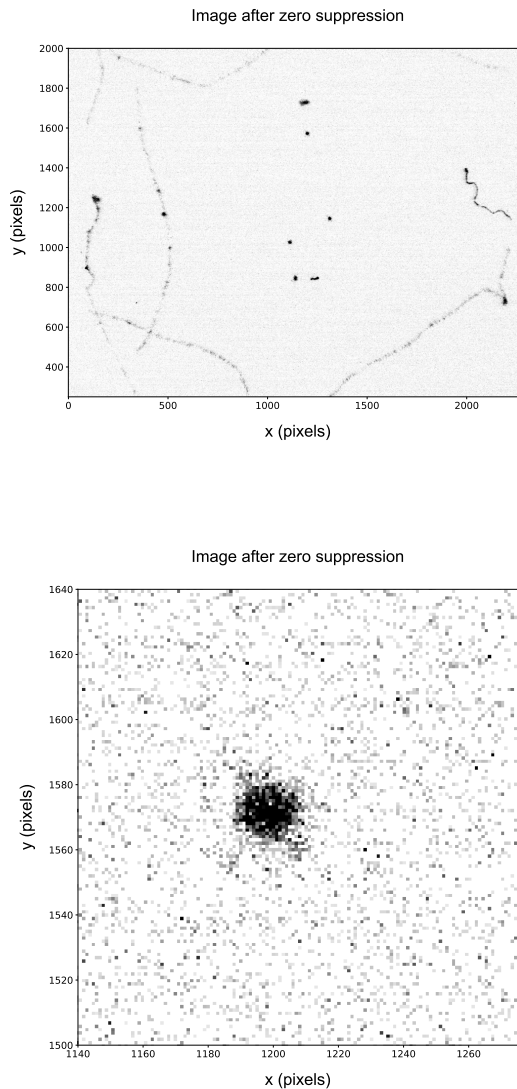 Image after zero suppression
2000
1800
1600
1400
1200
1000
800
600
400
y (pixels)
0 500 1000 1500 2000
x (pixels)
Image after zero suppression
1640
1620
1600
1580
1560
1540
1520
1500
y (pixels)
1140 1160 1180 1200 1220 1240 1260
x (pixels)